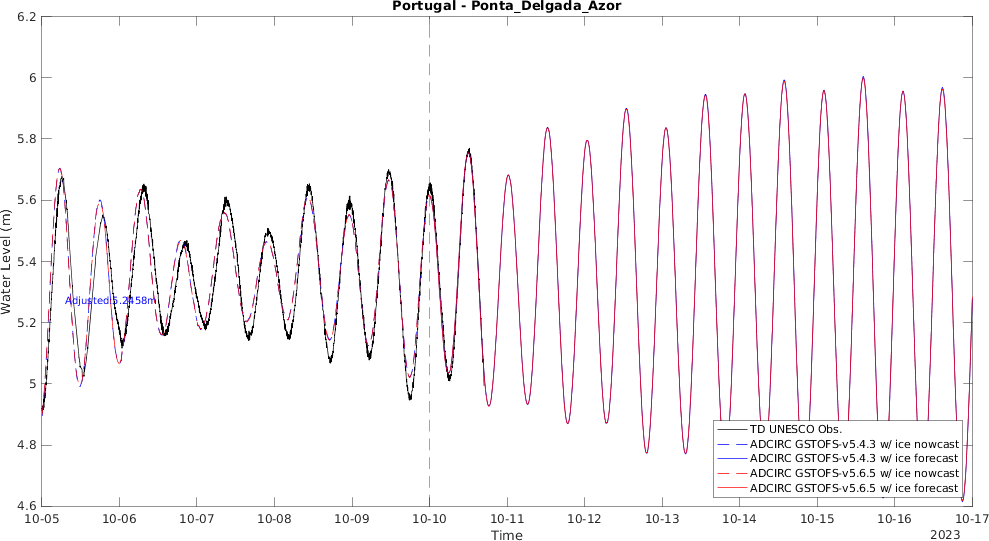 Portugal - Ponta_Delgada_Azor
6.2
6
5.8
5.6
5.4
5.2
5
4.8
4.6
Water Level (m)
Adjusted:5.2458m
TD UNESCO Obs.
ADCIRC GSTOFS-v5.4.3 w/ ice nowcast
ADCIRC GSTOFS-v5.4.3 w/ ice forecast
ADCIRC GSTOFS-v5.6.5 w/ ice nowcast
ADCIRC GSTOFS-v5.6.5 w/ ice forecast
10-05 10-06 10-07 10-08 10-09 10-10 10-11 10-12 10-13 10-14 10-15 10-16 10-17
Time
2023